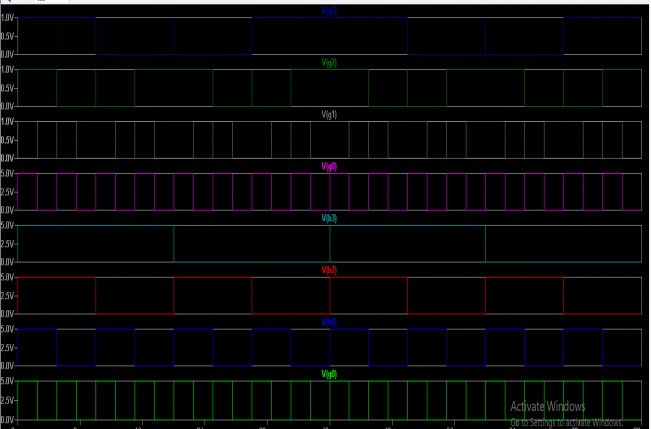 V(g3)
1.0V
0.5V
0.0V
V(g2)
1.0V
0.5V
0.0V
V(g1)
1.0V
0.5V
0.0V
V(g0)
5.0V
2.5V
0.0V
V(b3)
5.0V
2.5V
0.0V
V(b2)
5.0V
2.5V
0.0V
V(b1)
5.0V
2.5V
0.0V
V(g0)
5.0V
2.5V
0.0V
Activate Windows
Go to Settings to activate Windows.